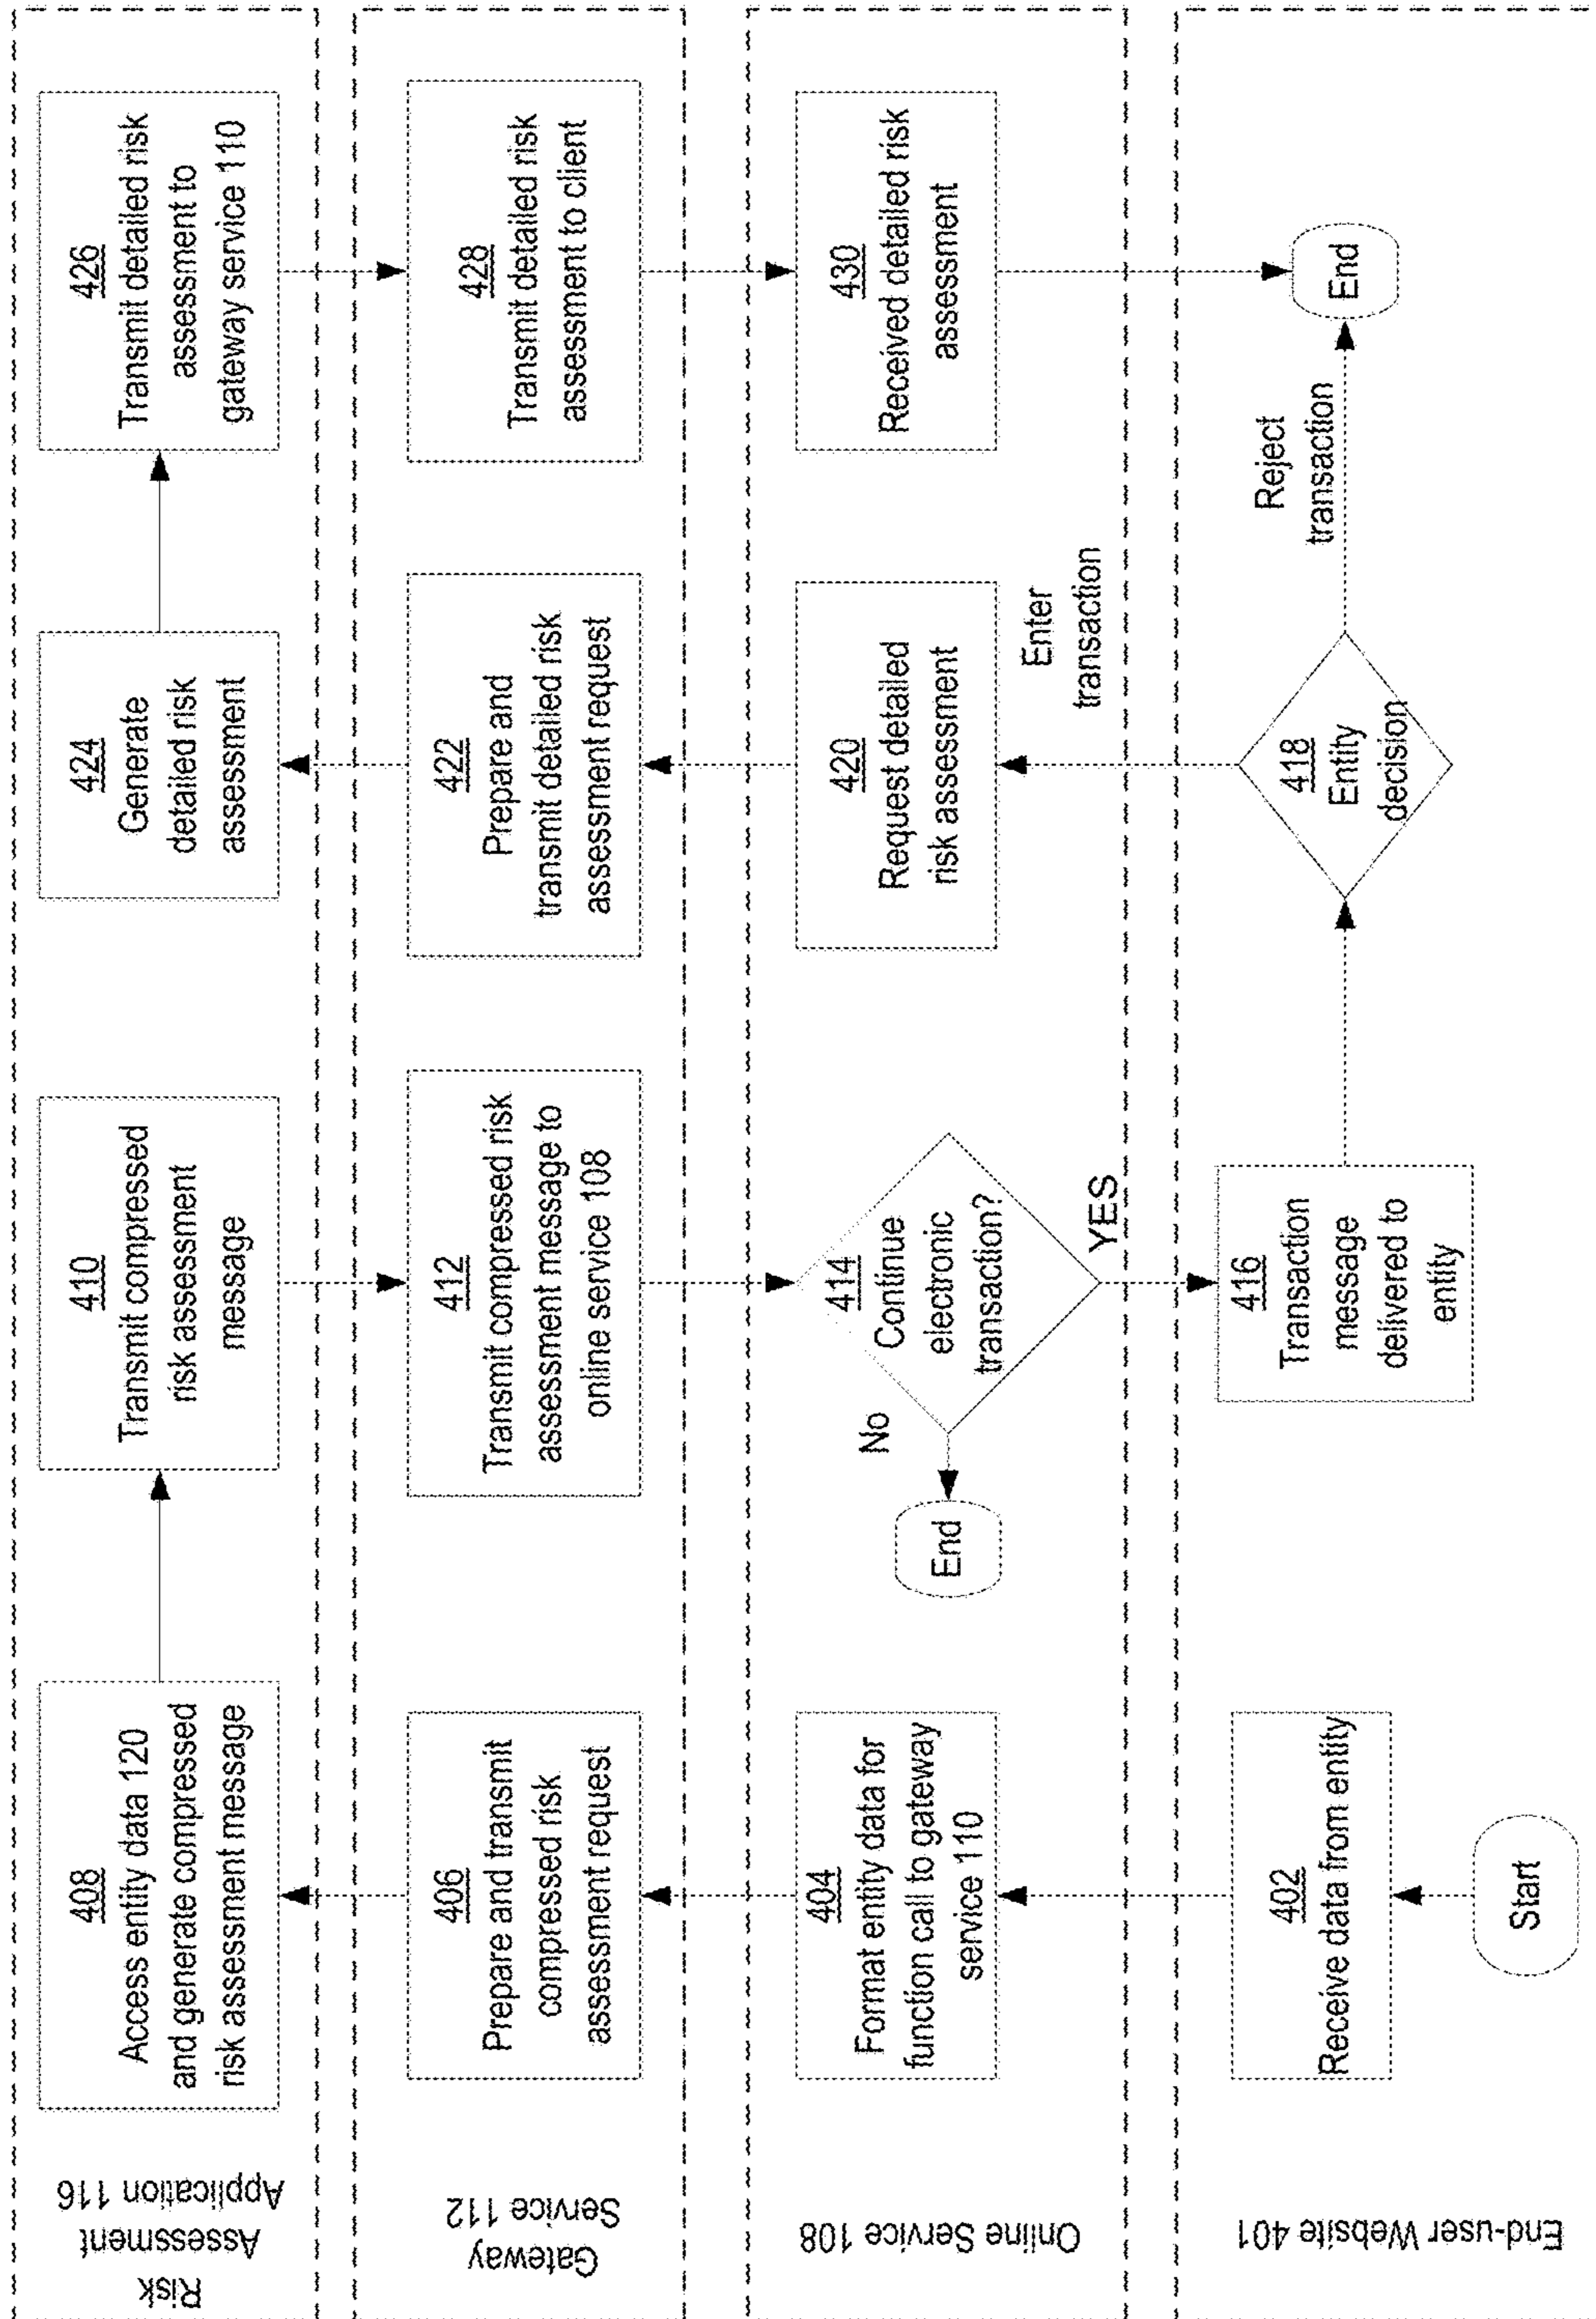 Risk
Assessment
Application 116
408
Access entity data 120
and generate compressed
risk assessment message
410
Transmit compressed
risk assessment
message
424
Generate
detailed risk
assessment
426
Transmit detailed risk
assessment to
gateway service 110
Gateway
Service 112
406
Prepare and transmit
compressed risk
assessment request
412
Transmit compressed risk
assessment message to
online service 108
422
Prepare and
transmit detailed risk
assessment request
428
Transmit detailed risk
assessment to client
Online Service 108
404
Format entity data for
function call to gateway
service 110
End
No
414
Continue
electronic
transaction?
YES
420
Request detailed
risk assessment
Enter
transaction
430
Received detailed risk
assessment
End-user Website 401
402
Receive data from entity
Start
416
Transaction
message
delivered to
entity
418
Entity
decision
Reject
transaction
End